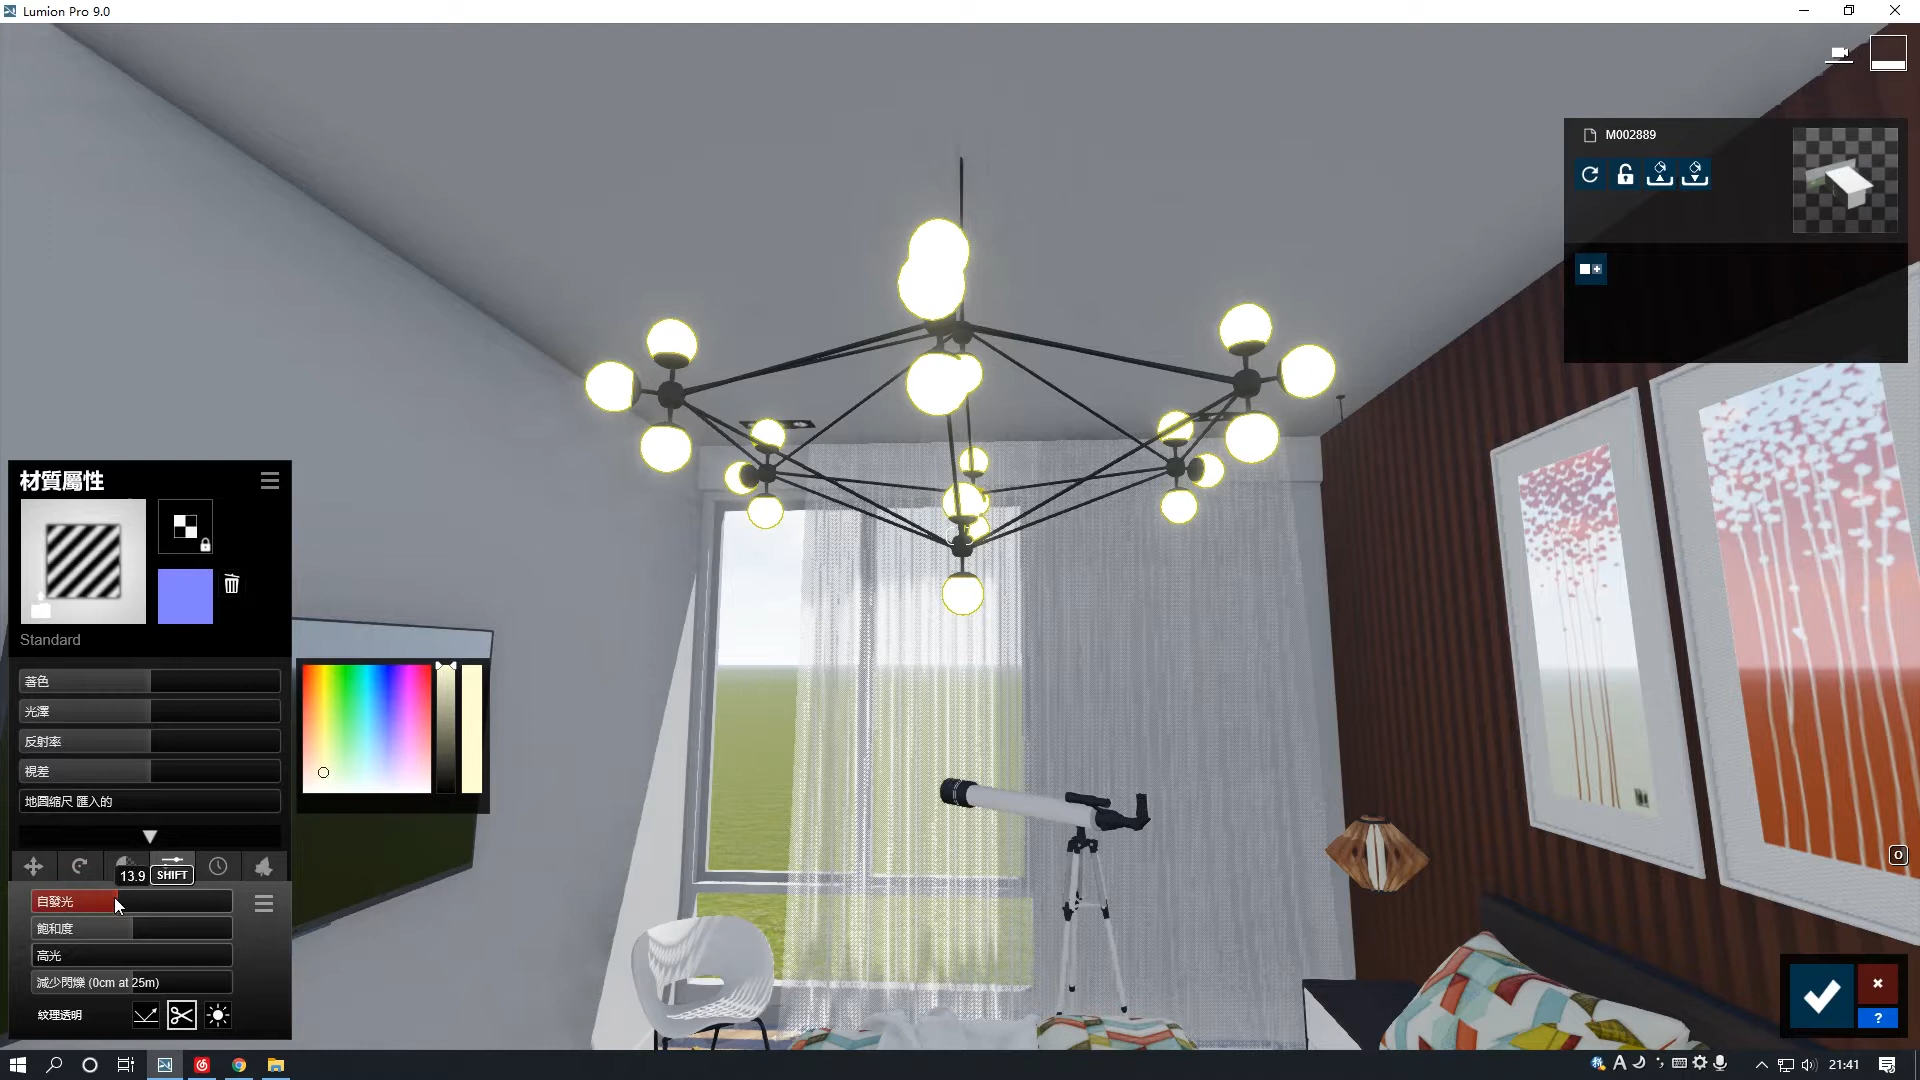 Lumion Pro 9.0
M002889
材質屬性
Standard
著色
光澤
反射率
視差
地圖縮尺 匯入的
13.9 SHIFT
自發光
飽和度
高光
減少閃爍 (0cm at 25m)
紋理透明
O
?
A
21:41